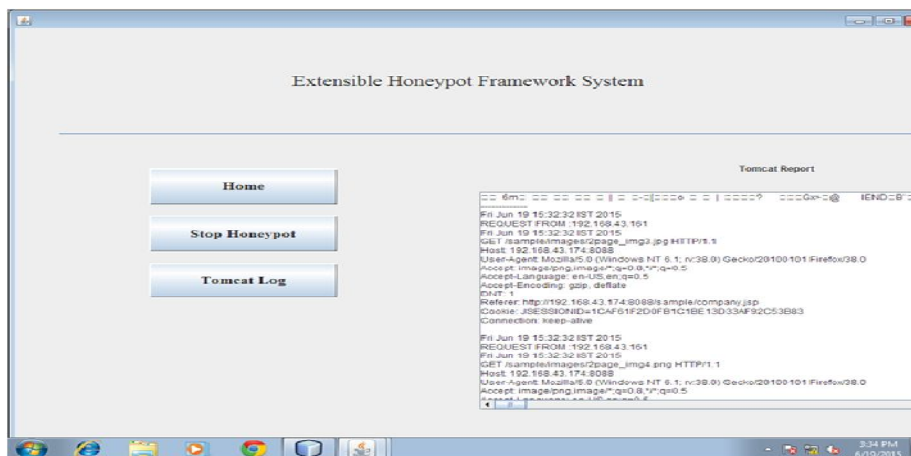 Extensible Honeypot Framework System
Home
Stop Honeypot
Tomcat Log
Tomcat Report
Fri Jun 19 15:32:32 IST 2015
REQUEST FROM :192.168.43.161
Fri Jun 19 15:32:32 IST 2015
GET /sample/images/2page_img3.jpg HTTP/1.1
Host: 192.168.43.174:8088
User-Agent: Mozilla/5.0 (Windows NT 6.1; rv:38.0) Gecko/20100101 Firefox/38.0
Accept: image/png,image/*;q=0.8,*/*;q=0.5
Accept-Language: en-US,en;q=0.5
Accept-Encoding: gzip, deflate
DNT: 1
Referer: http://192.168.43.174:8088/sample/company.jsp
Cookie:
Connection: keep-alive
Fri Jun 19 15:32:32 IST 2015
REQUEST FROM :192.168.43.161
Fri Jun 19 15:32:32 IST 2015
GET /sample/images/2page_img4.png HTTP/1.1
Host: 192.168.43.174:8088
User-Agent: Mozilla/5.0 (Windows NT 6.1; rv:38.0) Gecko/20100101 Firefox/38.0
Accept: image/png,image/*;q=0.8,*/*;q=0.5
3:34 PM
6/19/2015